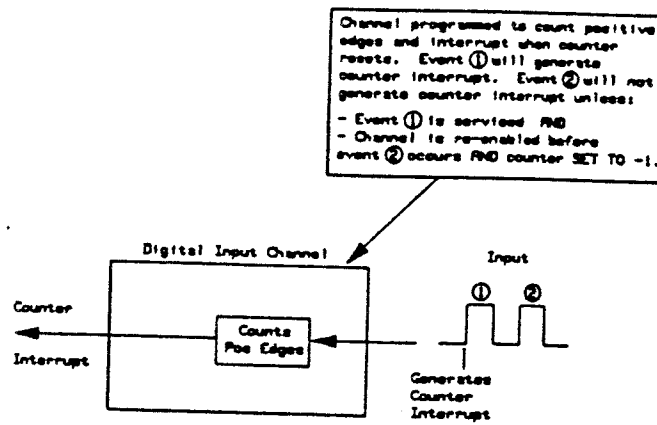 Channel programmed to count positive
edges and interrupt when counter
resets. Event ① will generate
counter interrupt. Event ② will not
generate counter interrupt unless:
- Event ① is serviced AND
- Channel is re-enabled before
event ② occurs AND counter SET TO -1.
Digital Input Channel
Input
① ②
Counter
Interrupt
Counts
Pos Edges
Generates
Counter
Interrupt